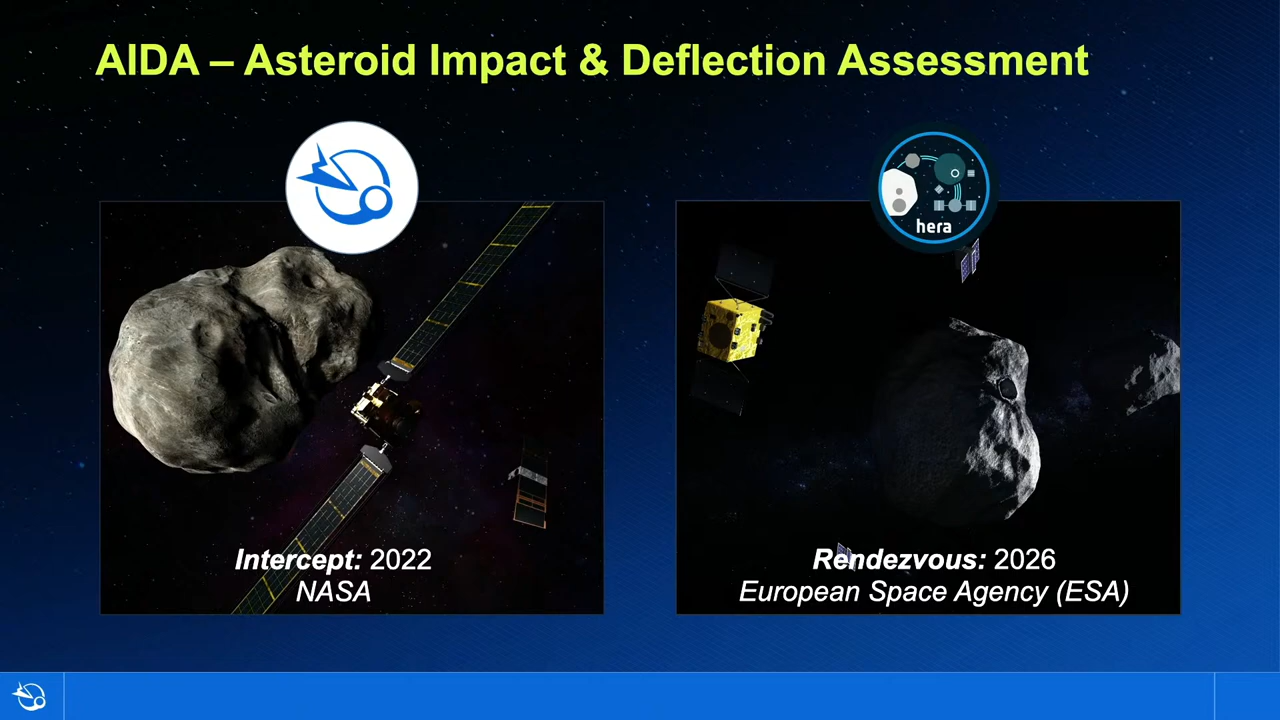 AIDA – Asteroid Impact & Deflection Assessment
hera
Intercept: 2022
NASA
Rendezvous: 2026
European Space Agency (ESA)